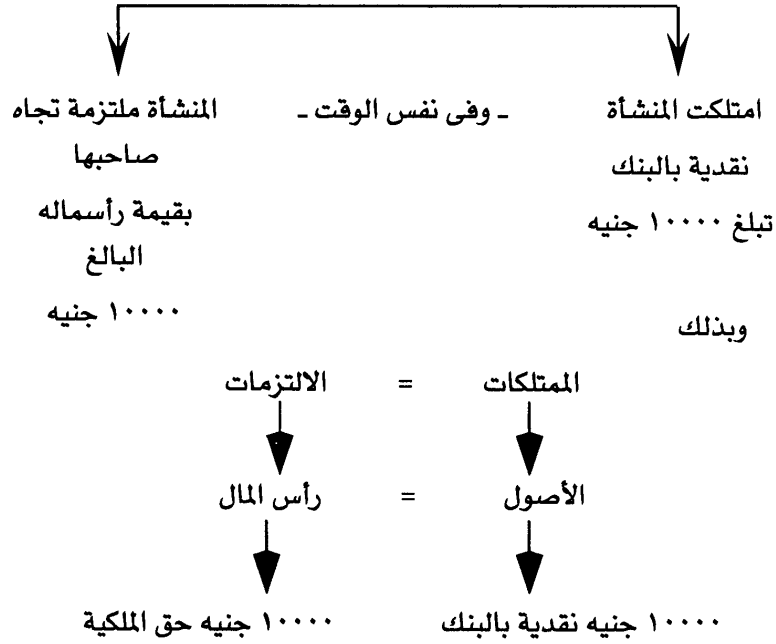 امتلكت المنشأة ـ وفى نفس الوقت ـ المنشأة ملتزمة تجاه
نقدية بالبنك صاحبها
تبلغ ١٠٠٠٠ جنيه بقيمة رأسماله
البالغ
وبذلك ١٠٠٠٠ جنيه
الممتلكات = الالتزمات
الأصول = رأس المال
١٠٠٠٠ جنيه نقدية بالبنك ١٠٠٠٠ جنيه حق الملكية